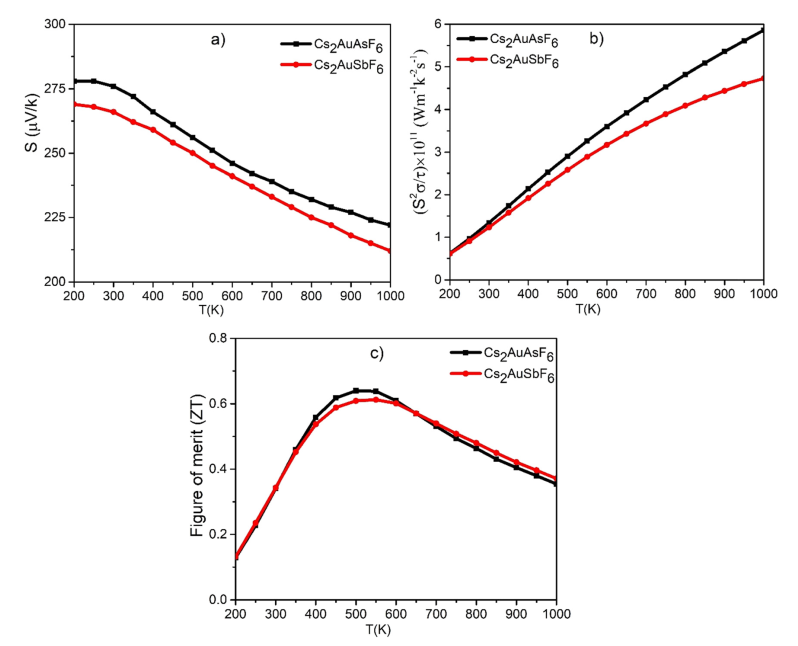 a)
Cs2AuAsF6
Cs2AuSbF6
S (μV/k)
300
275
250
225
200
200 300 400 500 600 700 800 900 1000
T(K)
b)
Cs2AuAsF6
Cs2AuSbF6
(S²σ/τ)×10¹¹ (Wm⁻¹k⁻²s⁻¹)
6
5
4
3
2
1
0
200 300 400 500 600 700 800 900 1000
T(K)
c)
Cs2AuAsF6
Cs2AuSbF6
Figure of merit (ZT)
0.8
0.6
0.4
0.2
0.0
200 300 400 500 600 700 800 900 1000
T(K)